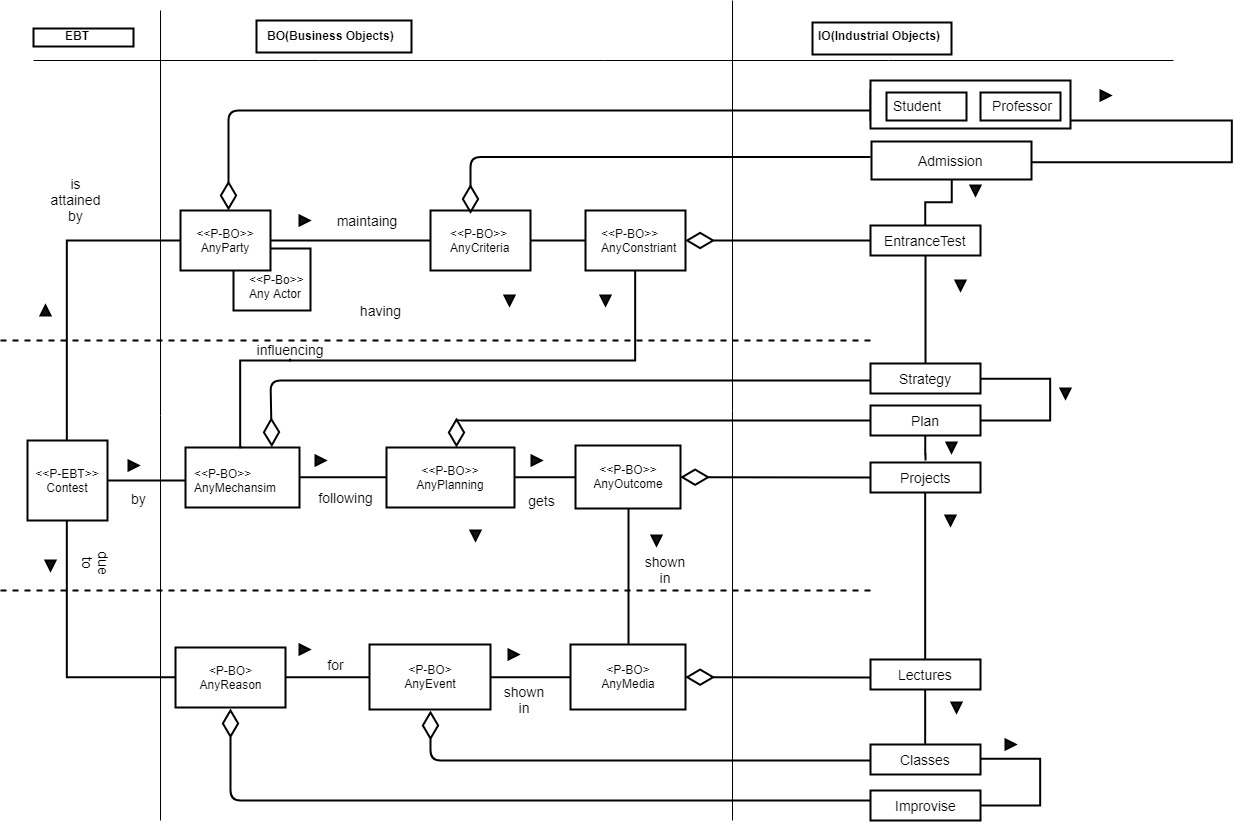 EBT
BO(Business Objects)
IO(Industrial Objects)
Student
Professor
Admission
is
attained
by
<<P-BO>>
AnyParty
maintaing
<<P-BO>>
AnyCriteria
<<P-BO>>
AnyConstriant
EntranceTest
<<P-Bo>>
Any Actor
having
influencing
Strategy
Plan
<<P-EBT>>
Contest
by
<<P-BO>>
AnyMechansim
following
<<P-BO>>
AnyPlanning
gets
<<P-BO>>
AnyOutcome
Projects
due
to
shown
in
<P-BO>
AnyReason
for
<P-BO>
AnyEvent
shown
in
<P-BO>
AnyMedia
Lectures
Classes
Improvise